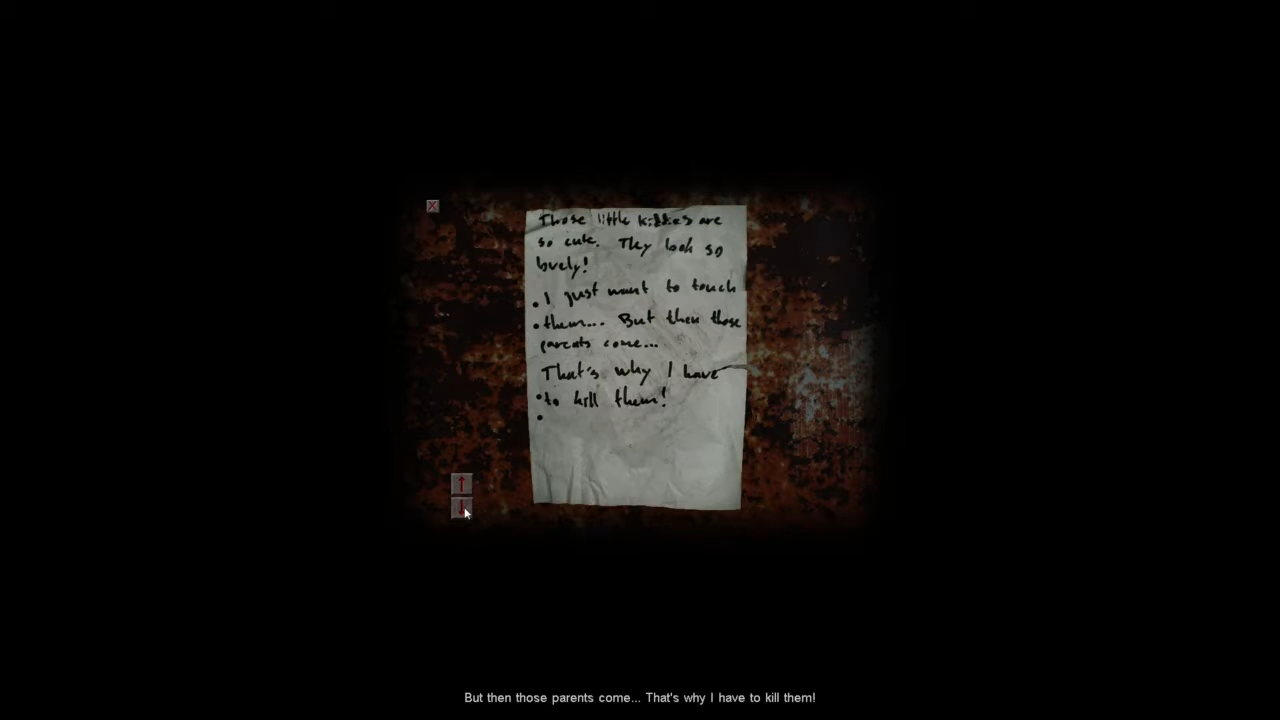 Those little kiddies are
so cute. They look so
lovely!
I just want to touch
them... But then those
parents come...
That's why I have
to kill them!
But then those parents come... That's why I have to kill them!